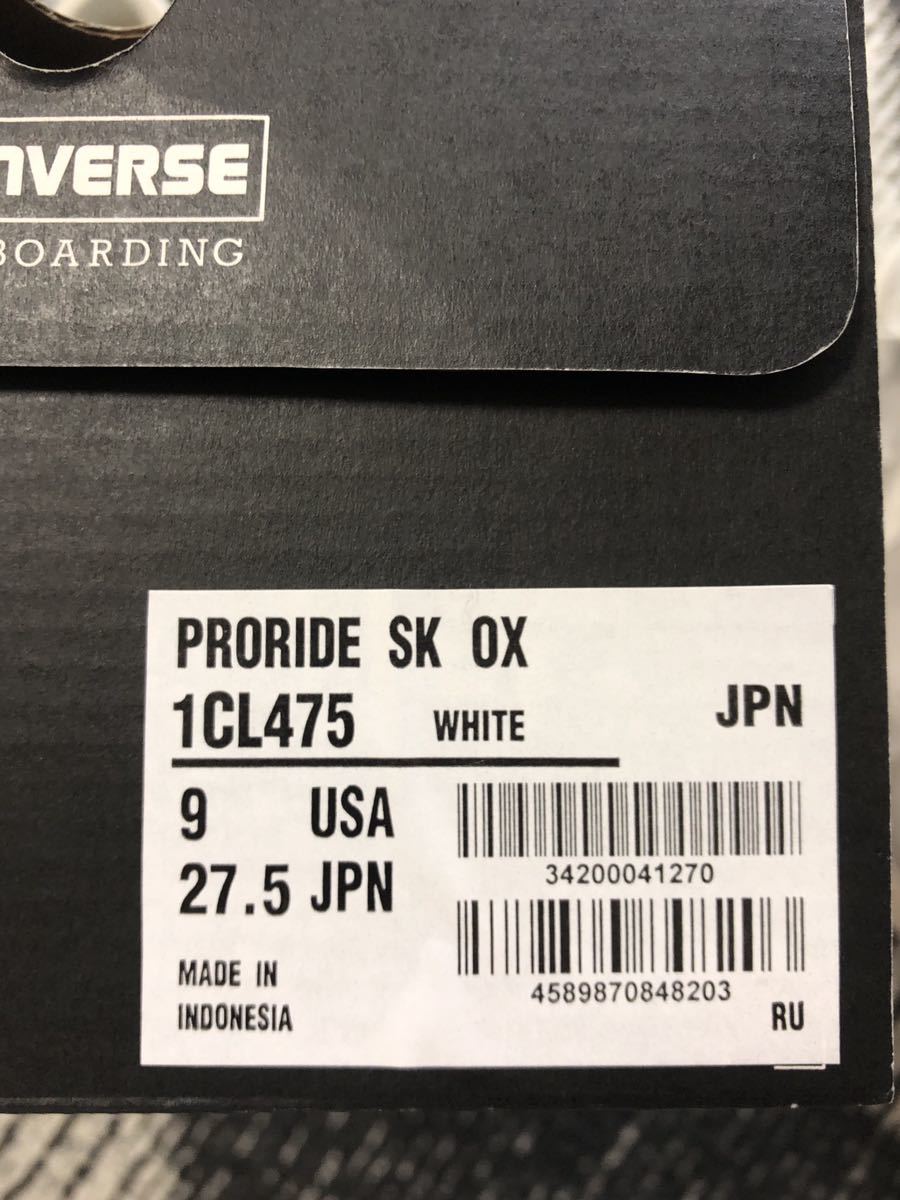 NVERSE
BOARDING
PRORIDE SK OX
1CL475 WHITE JPN
9 USA
27.5 JPN
34200041270
4589870848203
MADE IN
INDONESIA
RU